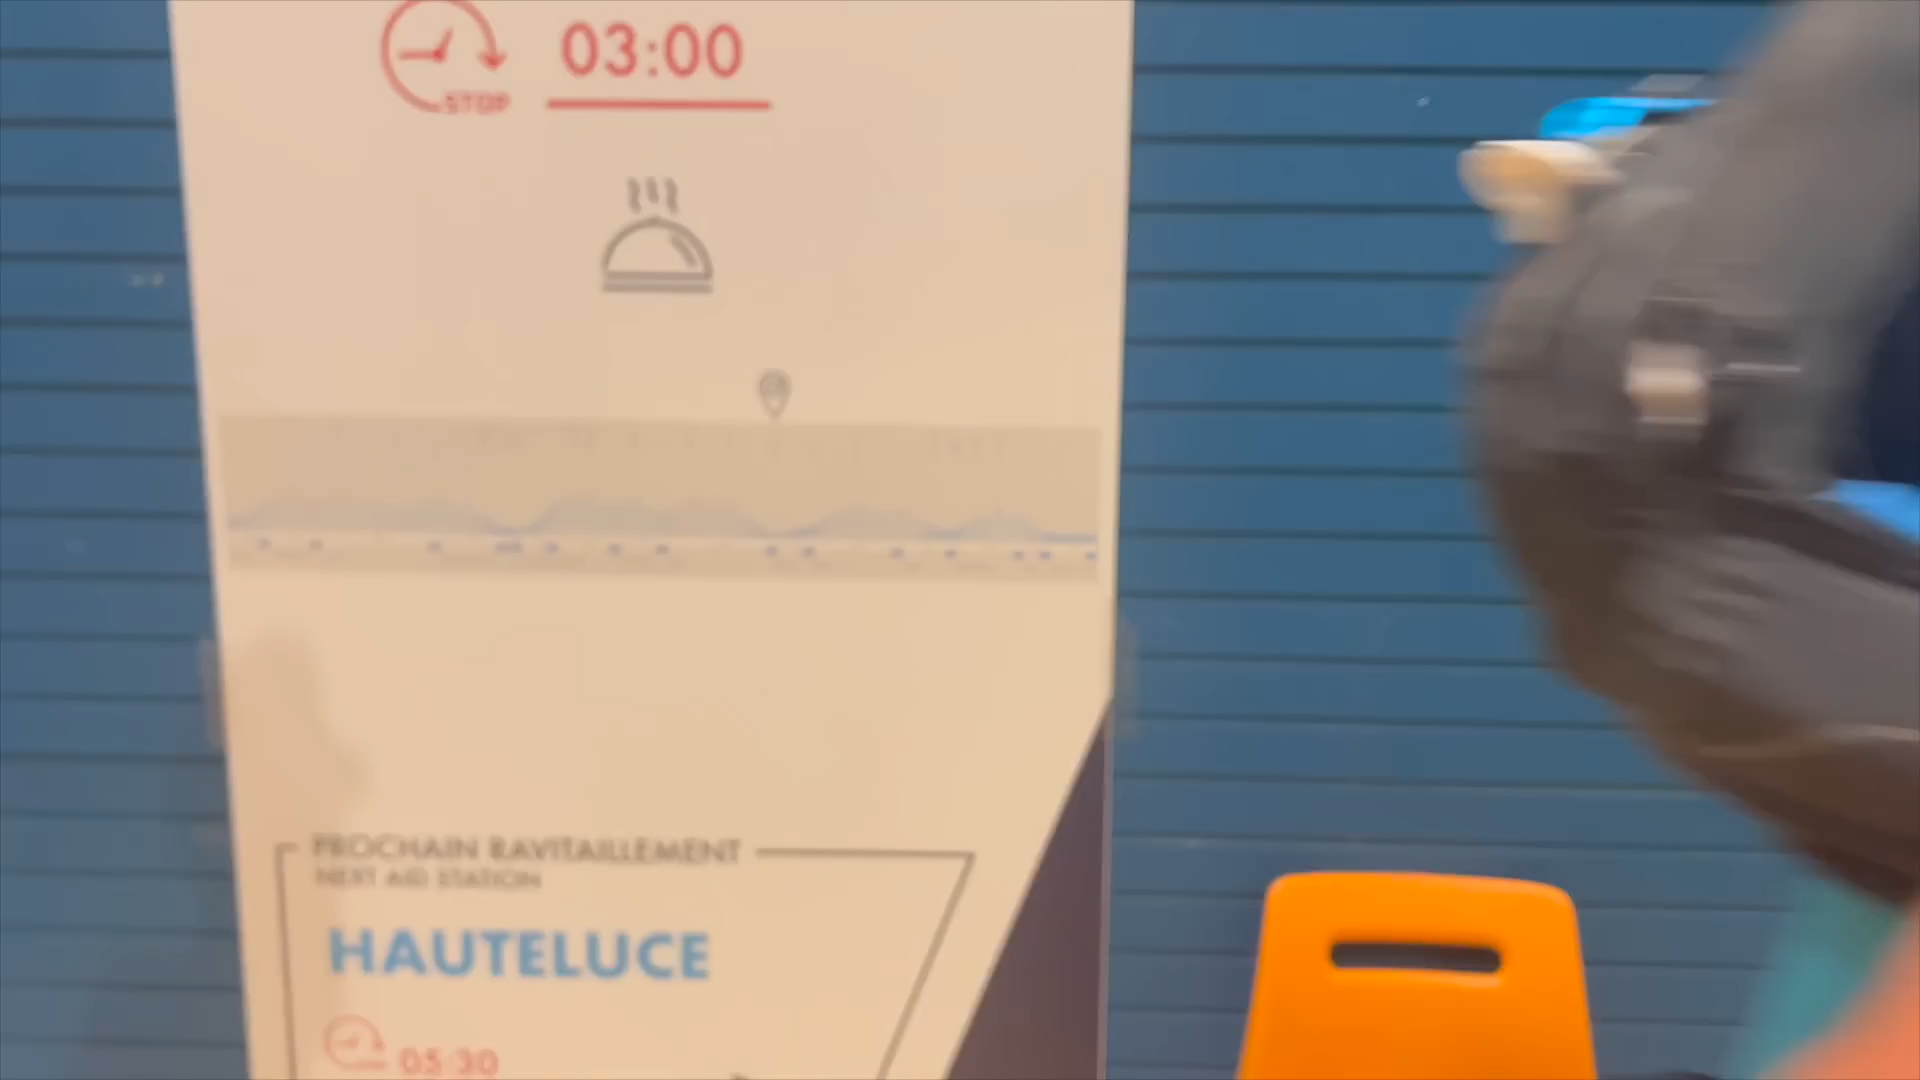 03:00
STOP
PROCHAIN RAVITAILLEMENT
NEXT AID STATION
HAUTELUCE
05:30